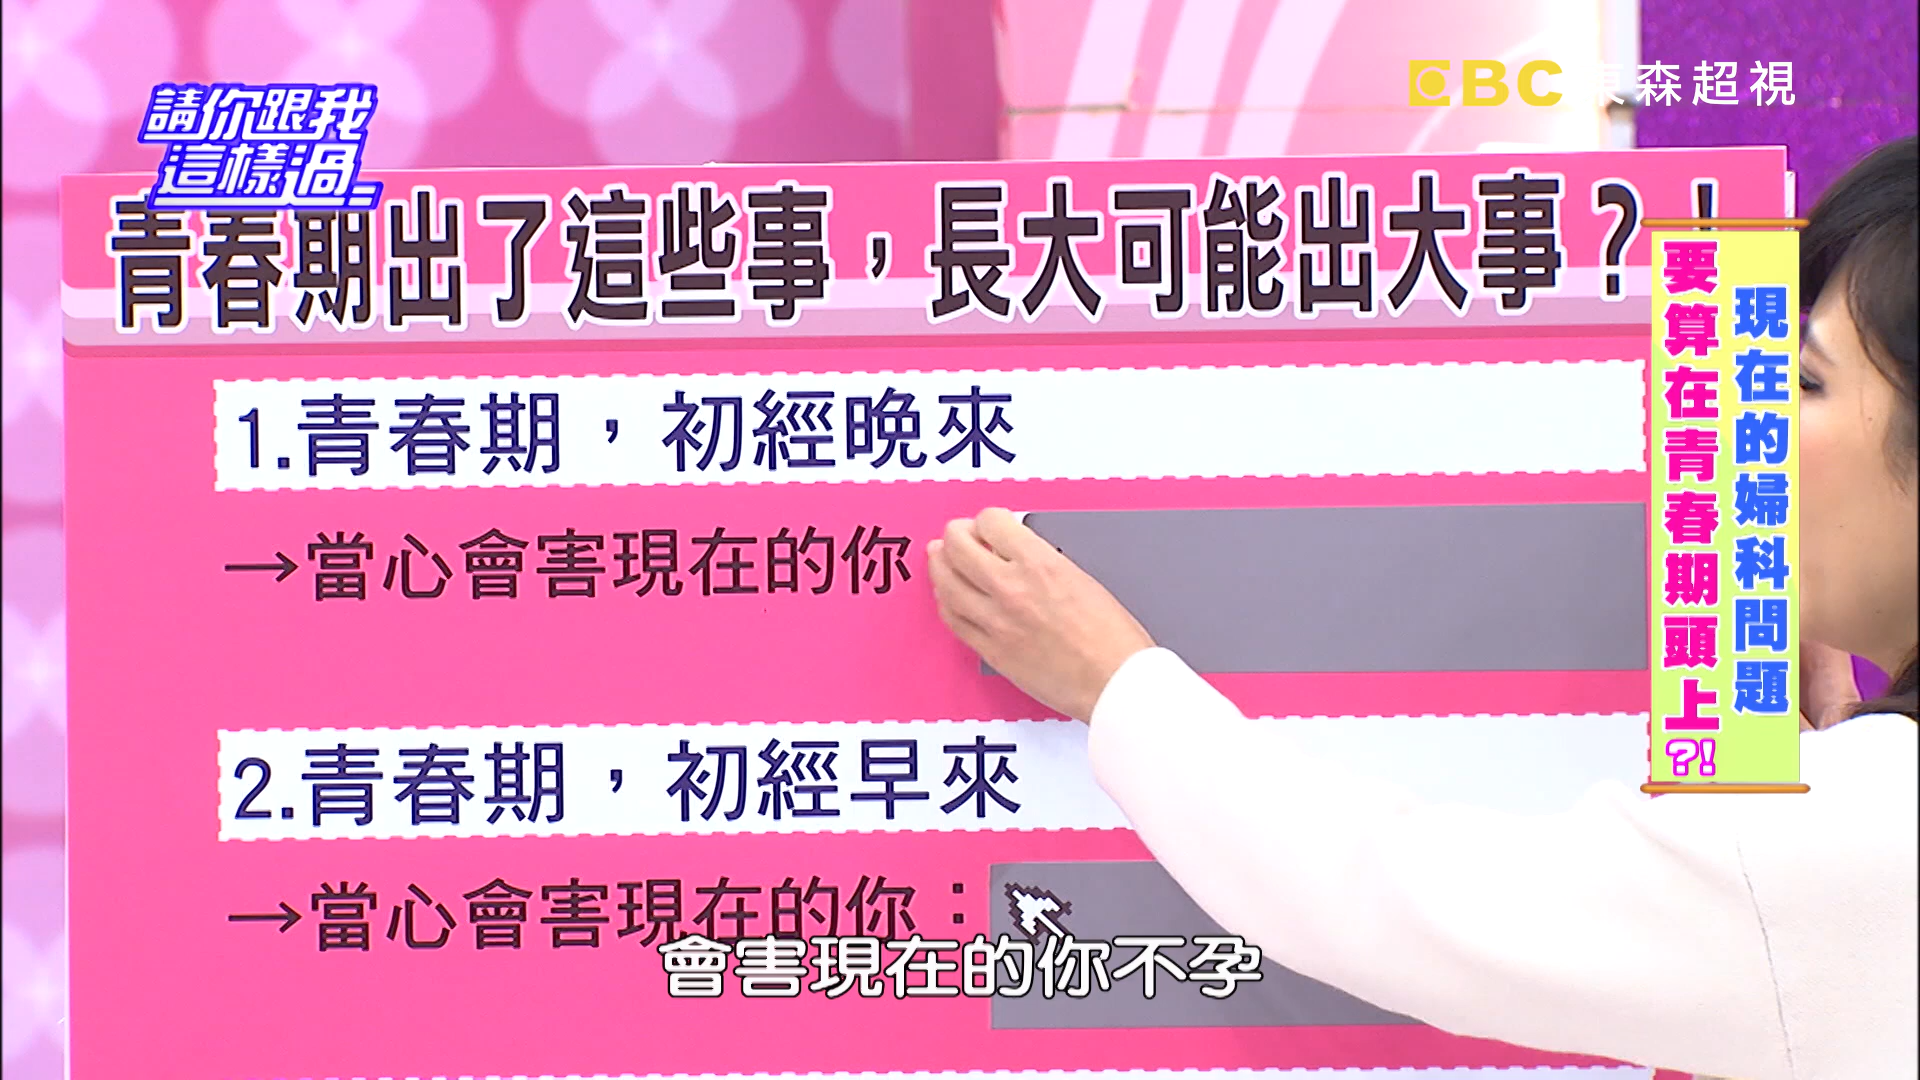 請你跟我
這樣過
EBC 東森超視
青春期出了這些事，長大可能出大事？！
現在的婦科問題
要算在青春期頭上?!
1.青春期，初經晚來
→當心會害現在的你
2.青春期，初經早來
→當心會害現在的你：
會害現在的你不孕